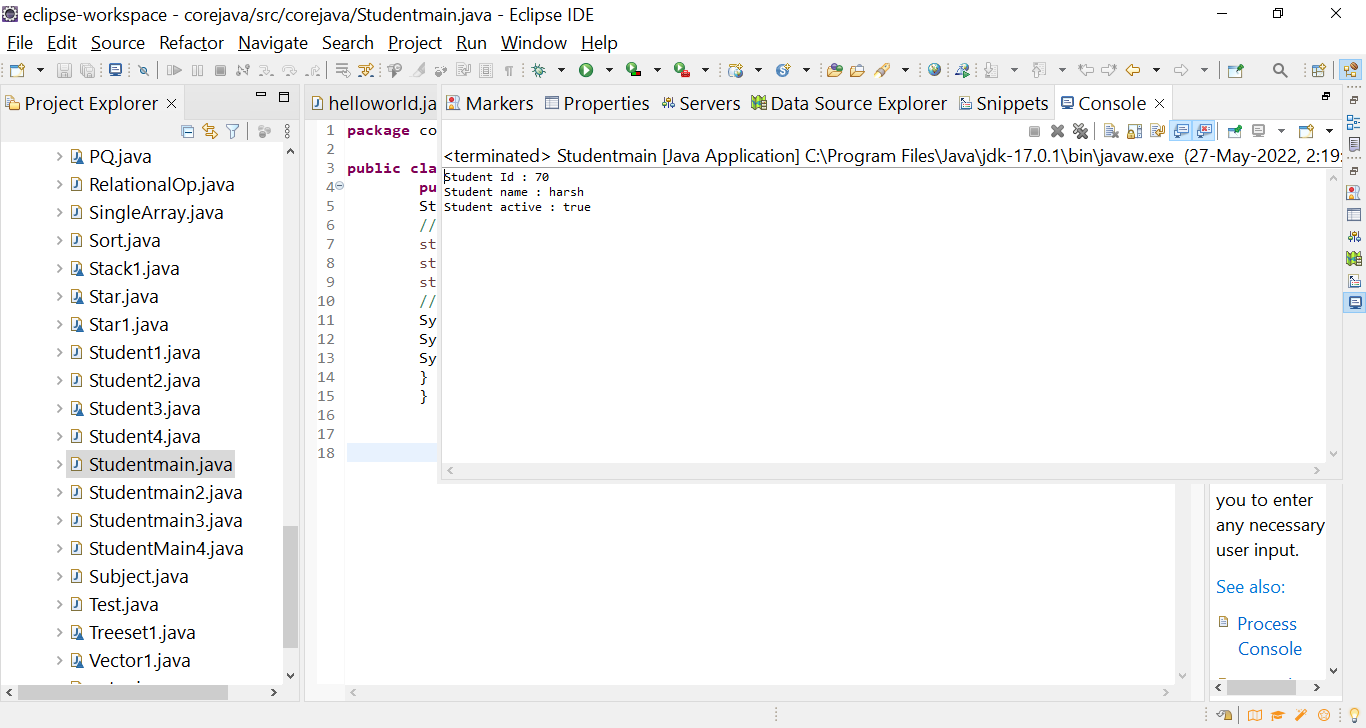 eclipse-workspace - corejava/src/corejava/Studentmain.java - Eclipse IDE
File Edit Source Refactor Navigate Search Project Run Window Help
Project Explorer
PQ.java
RelationalOp.java
SingleArray.java
Sort.java
Stack1.java
Star.java
Star1.java
Student1.java
Student2.java
Student3.java
Student4.java
Studentmain.java
Studentmain2.java
Studentmain3.java
StudentMain4.java
Subject.java
Test.java
Treeset1.java
Vector1.java
helloworld.ja
1 package co
2
3 public cla
4 pu
5 St
6 //
7 st
8 st
9 st
10 //
11 Sy
12 Sy
13 Sy
14 }
15 }
16
17
18
Markers Properties Servers Data Source Explorer Snippets Console
<terminated> Studentmain [Java Application] C:\Program Files\Java\jdk-17.0.1\bin\javaw.exe (27-May-2022, 2:19:
Student Id : 70
Student name : harsh
Student active : true
you to enter
any necessary
user input.
See also:
Process
Console